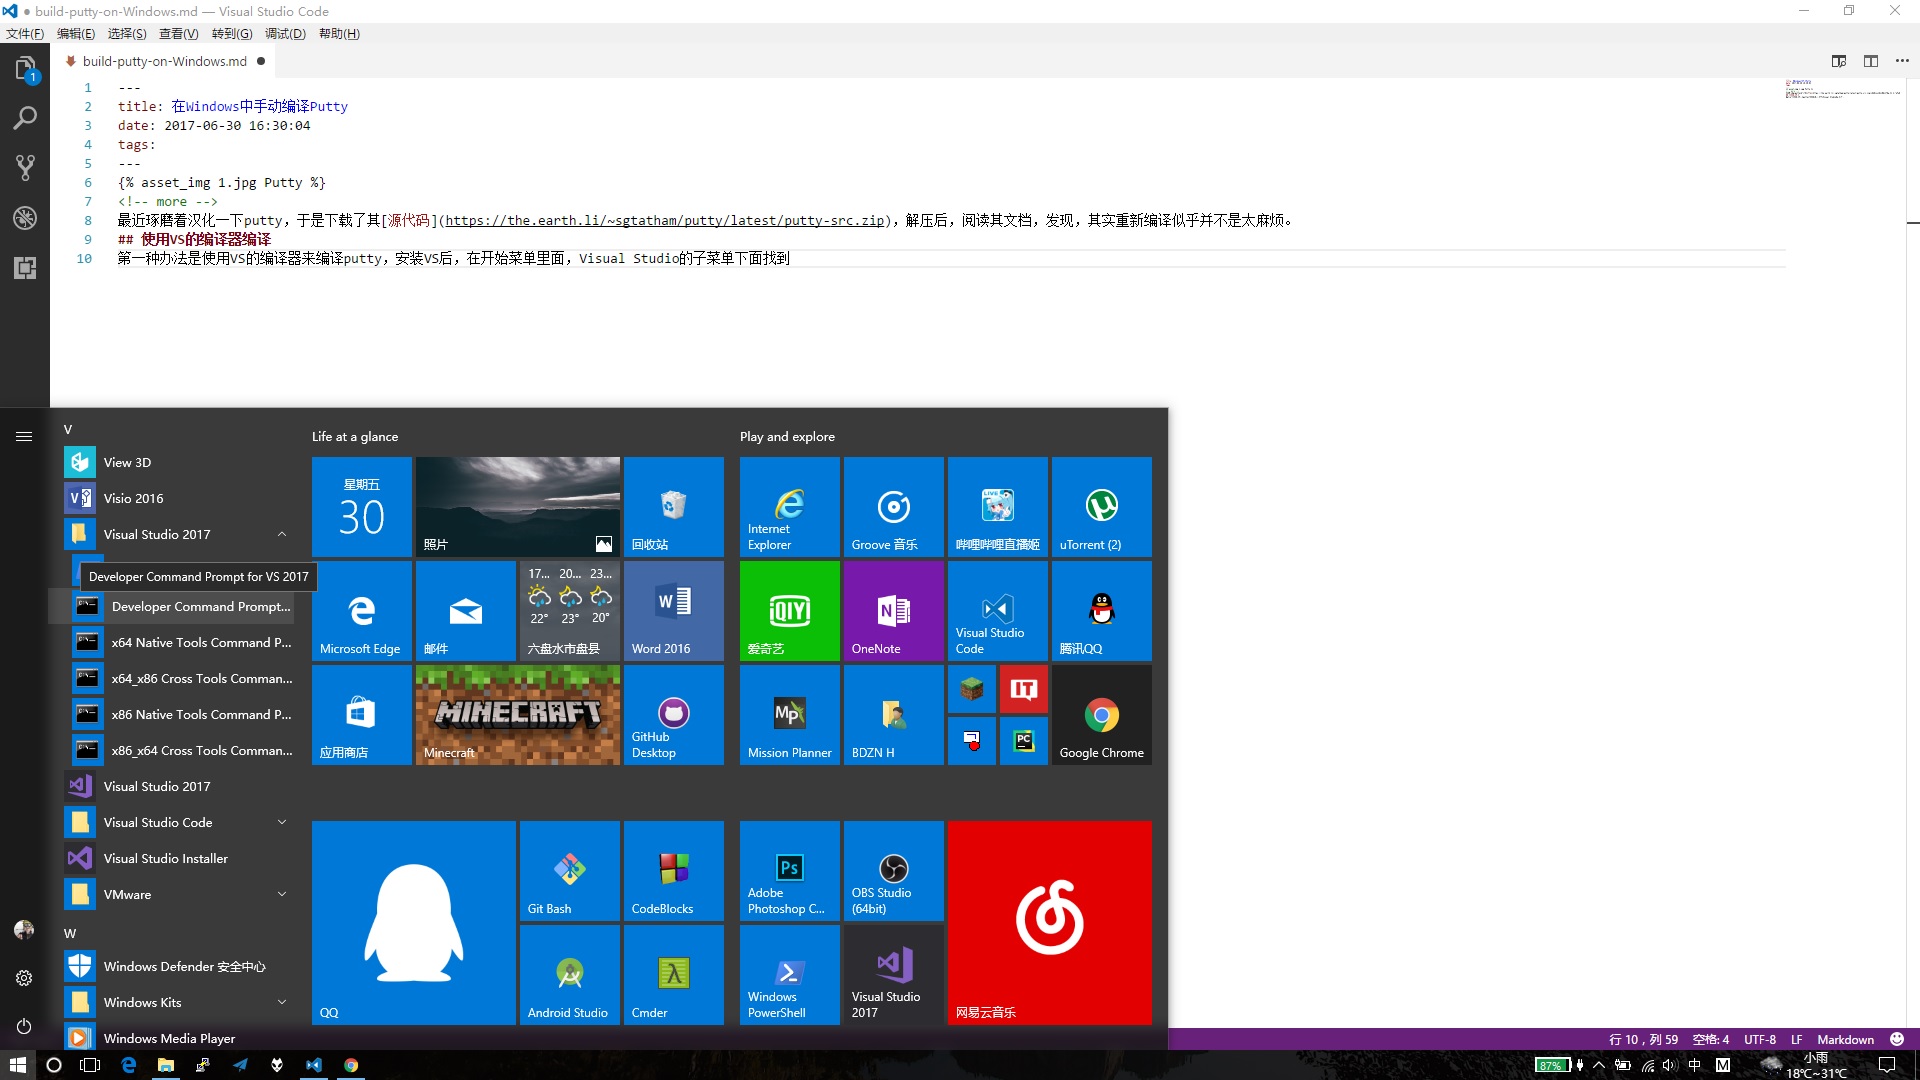 ● build-putty-on-Windows.md — Visual Studio Code
文件(F) 编辑(E) 选择(S) 查看(V) 转到(G) 调试(D) 帮助(H)
1
build-putty-on-Windows.md ●
1 ---
2 title: 在Windows中手动编译Putty
3 date: 2017-06-30 16:30:04
4 tags:
5 ---
6 {% asset_img 1.jpg Putty %}
7 <!-- more -->
8 最近琢磨着汉化一下putty，于是下载了其[源代码](https://the.earth.li/~sgtatham/putty/latest/putty-src.zip)，解压后，阅读其文档，发现，其实重新编译似乎并不是太麻烦。
9 ## 使用VS的编译器编译
10 第一种办法是使用VS的编译器来编译putty，安装VS后，在开始菜单里面，Visual Studio的子菜单下面找到
V
View 3D
Visio 2016
Visual Studio 2017
Developer Command Prompt for VS 2017
Developer Command Prompt...
x64 Native Tools Command P...
x64_x86 Cross Tools Comman...
x86 Native Tools Command P...
x86_x64 Cross Tools Comman...
Visual Studio 2017
Visual Studio Code
Visual Studio Installer
VMware
W
Windows Defender 安全中心
Windows Kits
Windows Media Player
Life at a glance
星期五
30
照片
回收站
Microsoft Edge
邮件
17... 20... 23...
22° 23° 20°
六盘水市盘县
W
Word 2016
应用商店
MINECRAFT
Minecraft
GitHub
Desktop
QQ
Git Bash
CodeBlocks
Android Studio
λ
Cmder
Play and explore
Internet
Explorer
Groove 音乐
LIVE
哔哩哔哩直播姬
uTorrent (2)
QIY
爱奇艺
N
OneNote
Visual Studio
Code
腾讯QQ
Mp
Mission Planner
BDZN H
IT
PC
Google Chrome
Ps
Adobe
Photoshop C...
OBS Studio
(64bit)
Windows
PowerShell
Visual Studio
2017
网易云音乐
行 10，列 59 空格: 4 UTF-8 LF Markdown
87% 中 M 小雨
18℃~31℃